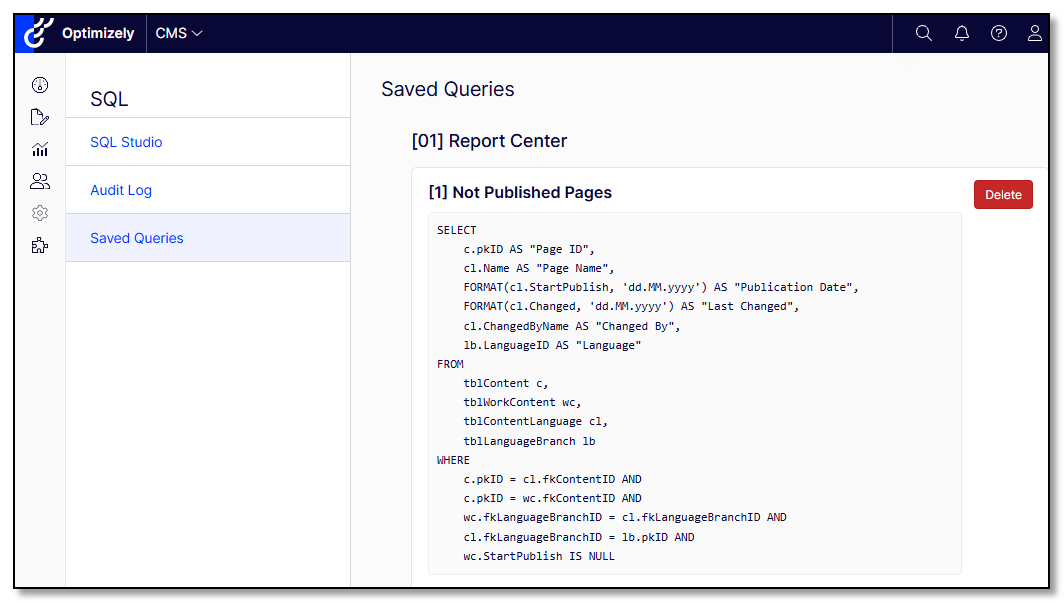 Optimizely
CMS
SQL
SQL Studio
Audit Log
Saved Queries
Saved Queries
[01] Report Center
[1] Not Published Pages
Delete
SELECT
    c.pkID AS "Page ID",
    cl.Name AS "Page Name",
    FORMAT(cl.StartPublish, 'dd.MM.yyyy') AS "Publication Date",
    FORMAT(cl.Changed, 'dd.MM.yyyy') AS "Last Changed",
    cl.ChangedByName AS "Changed By",
    lb.LanguageID AS "Language"
FROM
    tblContent c,
    tblWorkContent wc,
    tblContentLanguage cl,
    tblLanguageBranch lb
WHERE
    c.pkID = cl.fkContentID AND
    c.pkID = wc.fkContentID AND
    wc.fkLanguageBranchID = cl.fkLanguageBranchID AND
    cl.fkLanguageBranchID = lb.pkID AND
    wc.StartPublish IS NULL